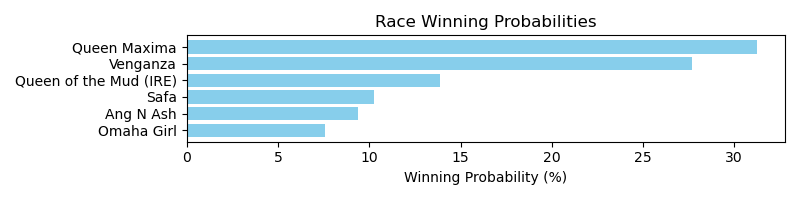 Race Winning Probabilities
Queen Maxima
Venganza
Queen of the Mud (IRE)
Safa
Ang N Ash
Omaha Girl
0 5 10 15 20 25 30
Winning Probability (%)